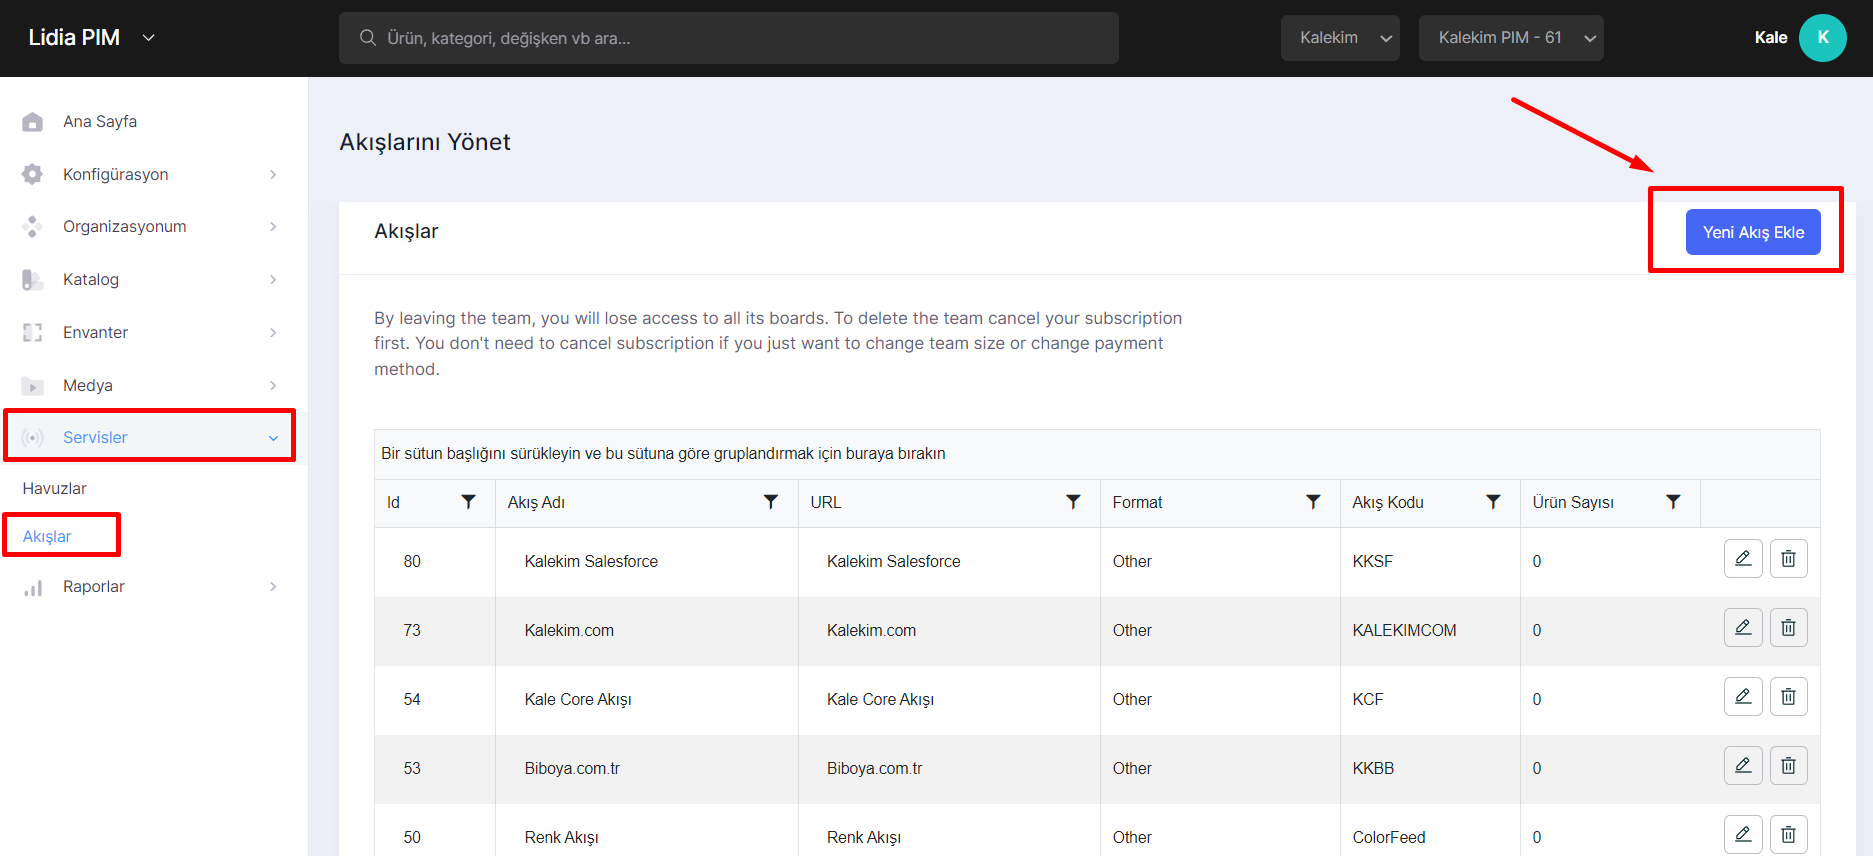 Lidia PIM
Ürün, kategori, değişken vb ara...
Kalekim
Kalekim PIM - 61
Kale
K
Ana Sayfa
Konfigürasyon
Organizasyonum
Katalog
Envanter
Medya
Servisler
Havuzlar
Akışlar
Raporlar
Akışlarını Yönet
Akışlar
Yeni Akış Ekle
By leaving the team, you will lose access to all its boards. To delete the team cancel your subscription
first. You don't need to cancel subscription if you just want to change team size or change payment
method.
Bir sütun başlığını sürükleyin ve bu sütuna göre gruplandırmak için buraya bırakın
Id Akış Adı URL Format Akış Kodu Ürün Sayısı
80 Kalekim Salesforce Kalekim Salesforce Other KKSF 0
73 Kalekim.com Kalekim.com Other KALEKIMCOM 0
54 Kale Core Akışı Kale Core Akışı Other KCF 0
53 Biboya.com.tr Biboya.com.tr Other KKBB 0
50 Renk Akışı Renk Akışı Other ColorFeed 0